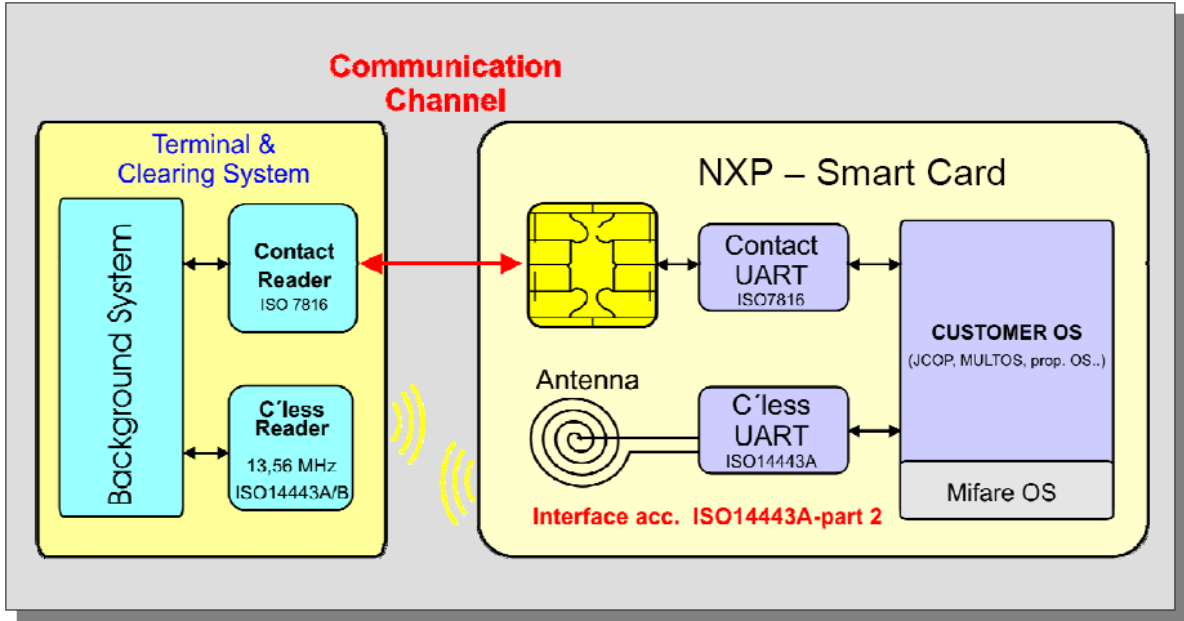 Communication
Channel
Terminal &
Clearing System
Background System
Contact
Reader
ISO 7816
C´less
Reader
13,56 MHz
ISO14443A/B
NXP – Smart Card
Contact
UART
ISO7816
Antenna
C´less
UART
ISO14443A
Interface acc. ISO14443A-part 2
CUSTOMER OS
(JCOP, MULTOS, prop. OS..)
Mifare OS